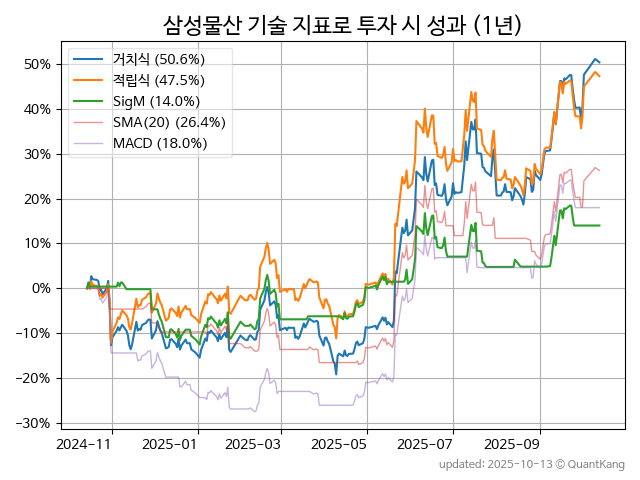 삼성물산 기술 지표로 투자 시 성과 (1년)
거치식 (50.6%)
적립식 (47.5%)
SigM (14.0%)
SMA(20) (26.4%)
MACD (18.0%)
50%
40%
30%
20%
10%
0%
−10%
−20%
−30%
2024-11
2025-01
2025-03
2025-05
2025-07
2025-09
updated: 2025-10-13 © QuantKang